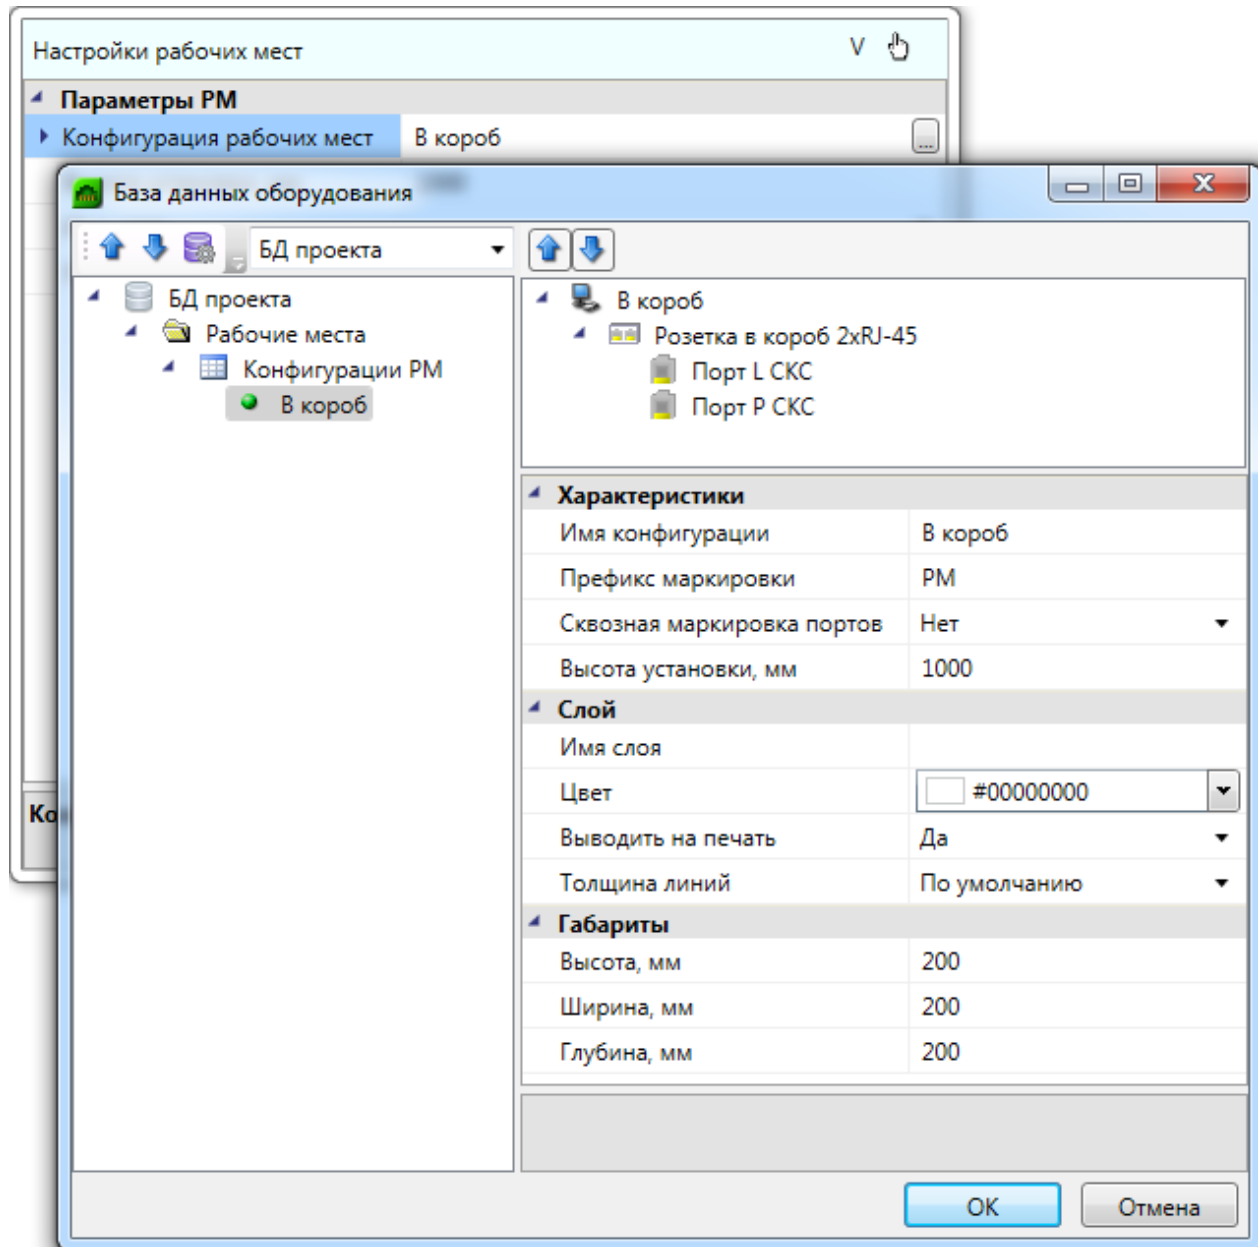 Настройки рабочих мест V
Параметры РМ
Конфигурация рабочих мест В короб ...
База данных оборудования
БД проекта
БД проекта
Рабочие места
Конфигурации РМ
В короб
В короб
Розетка в короб 2xRJ-45
Порт L СКС
Порт Р СКС
Характеристики
Имя конфигурации В короб
Префикс маркировки РМ
Сквозная маркировка портов Нет
Высота установки, мм 1000
Слой
Имя слоя
Цвет #00000000
Выводить на печать Да
Толщина линий По умолчанию
Габариты
Высота, мм 200
Ширина, мм 200
Глубина, мм 200
Ко
ОК Отмена